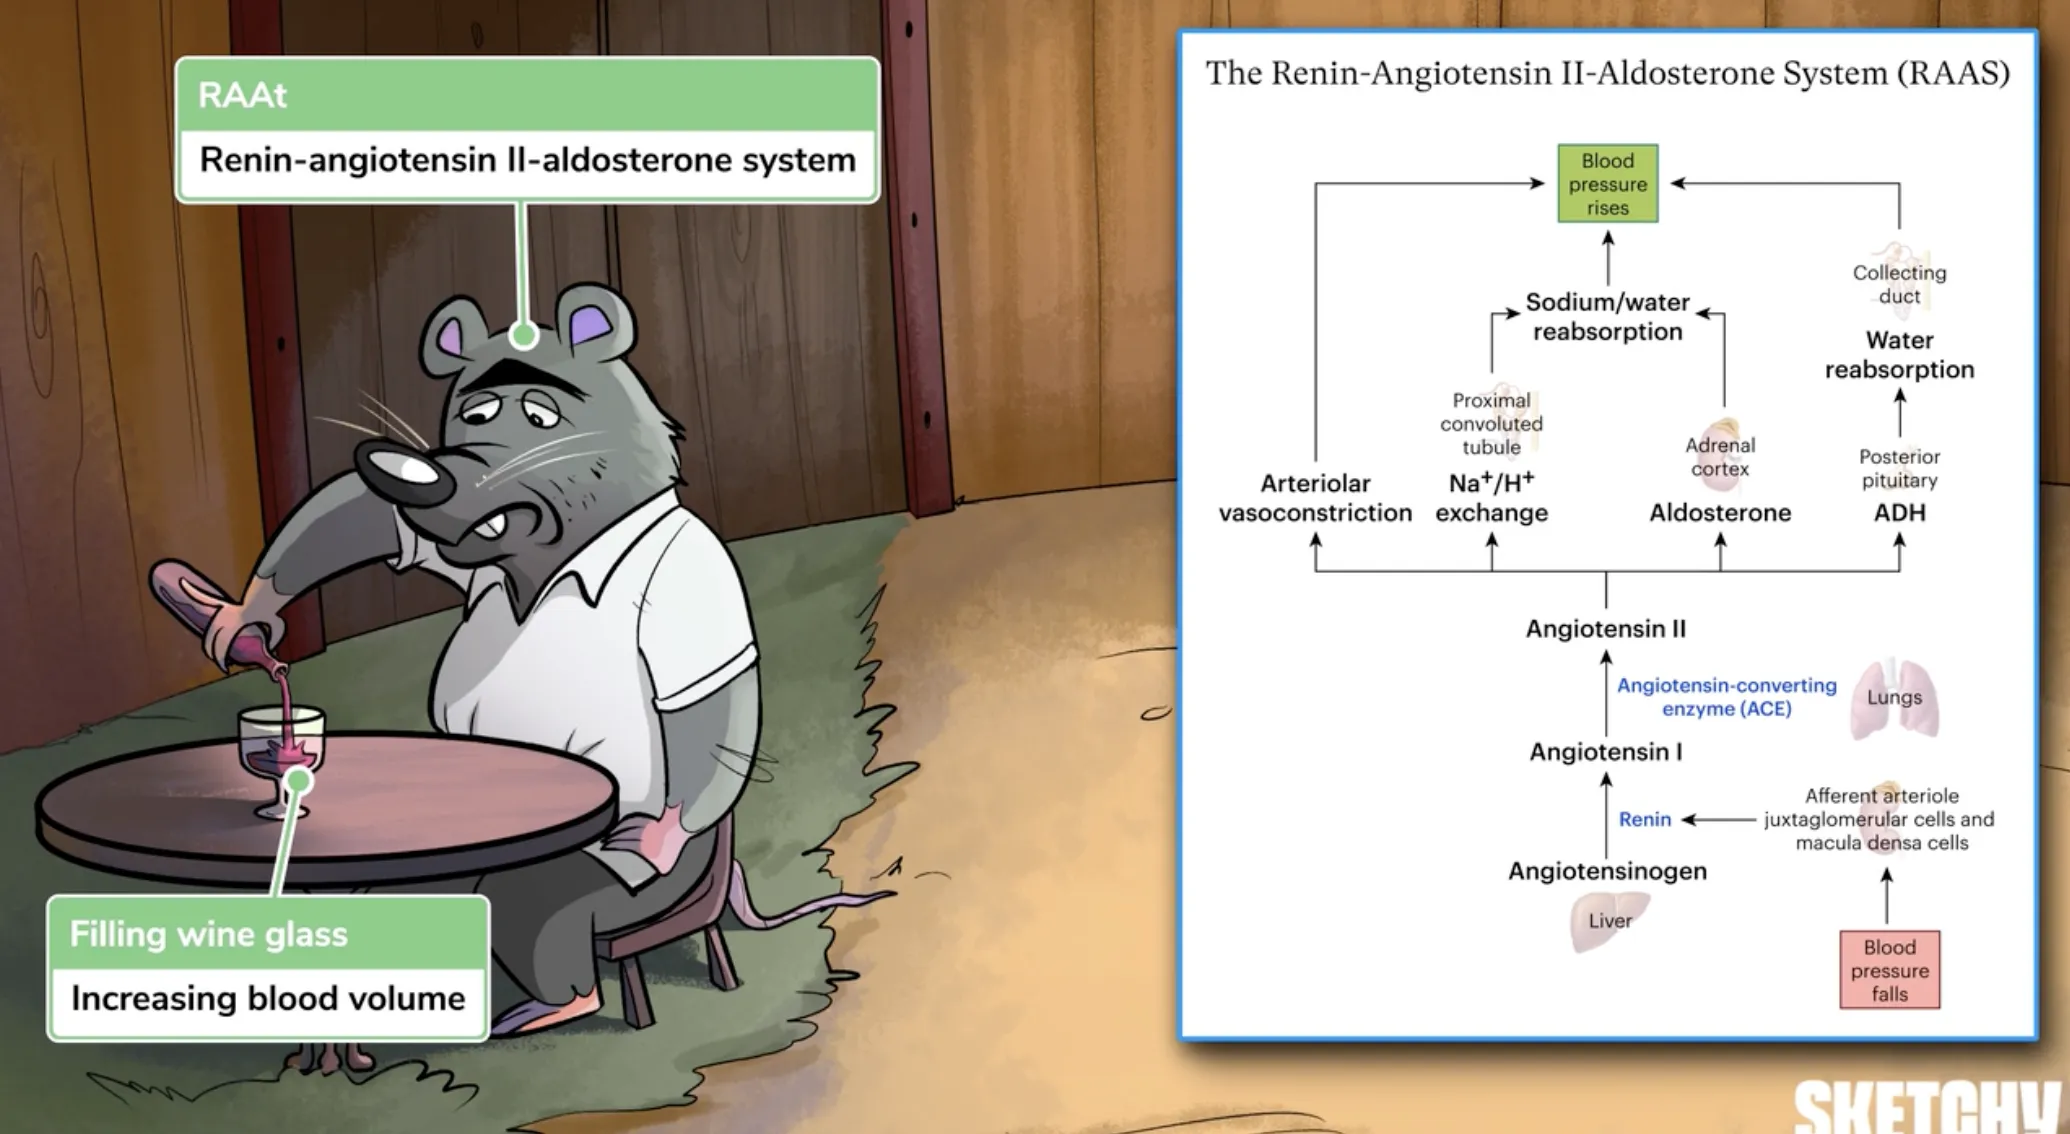 RAAt
Renin-angiotensin II-aldosterone system
Filling wine glass
Increasing blood volume
The Renin-Angiotensin II-Aldosterone System (RAAS)
Blood
pressure
rises
Collecting
duct
Sodium/water
reabsorption
Water
reabsorption
Proximal
convoluted
tubule
Adrenal
cortex
Posterior
pituitary
Arteriolar
vasoconstriction
Na⁺/H⁺
exchange
Aldosterone
ADH
Angiotensin II
Angiotensin-converting
enzyme (ACE)
Lungs
Angiotensin I
Renin
Afferent arteriole
juxtaglomerular cells and
macula densa cells
Angiotensinogen
Liver
Blood
pressure
falls
SKETCHY